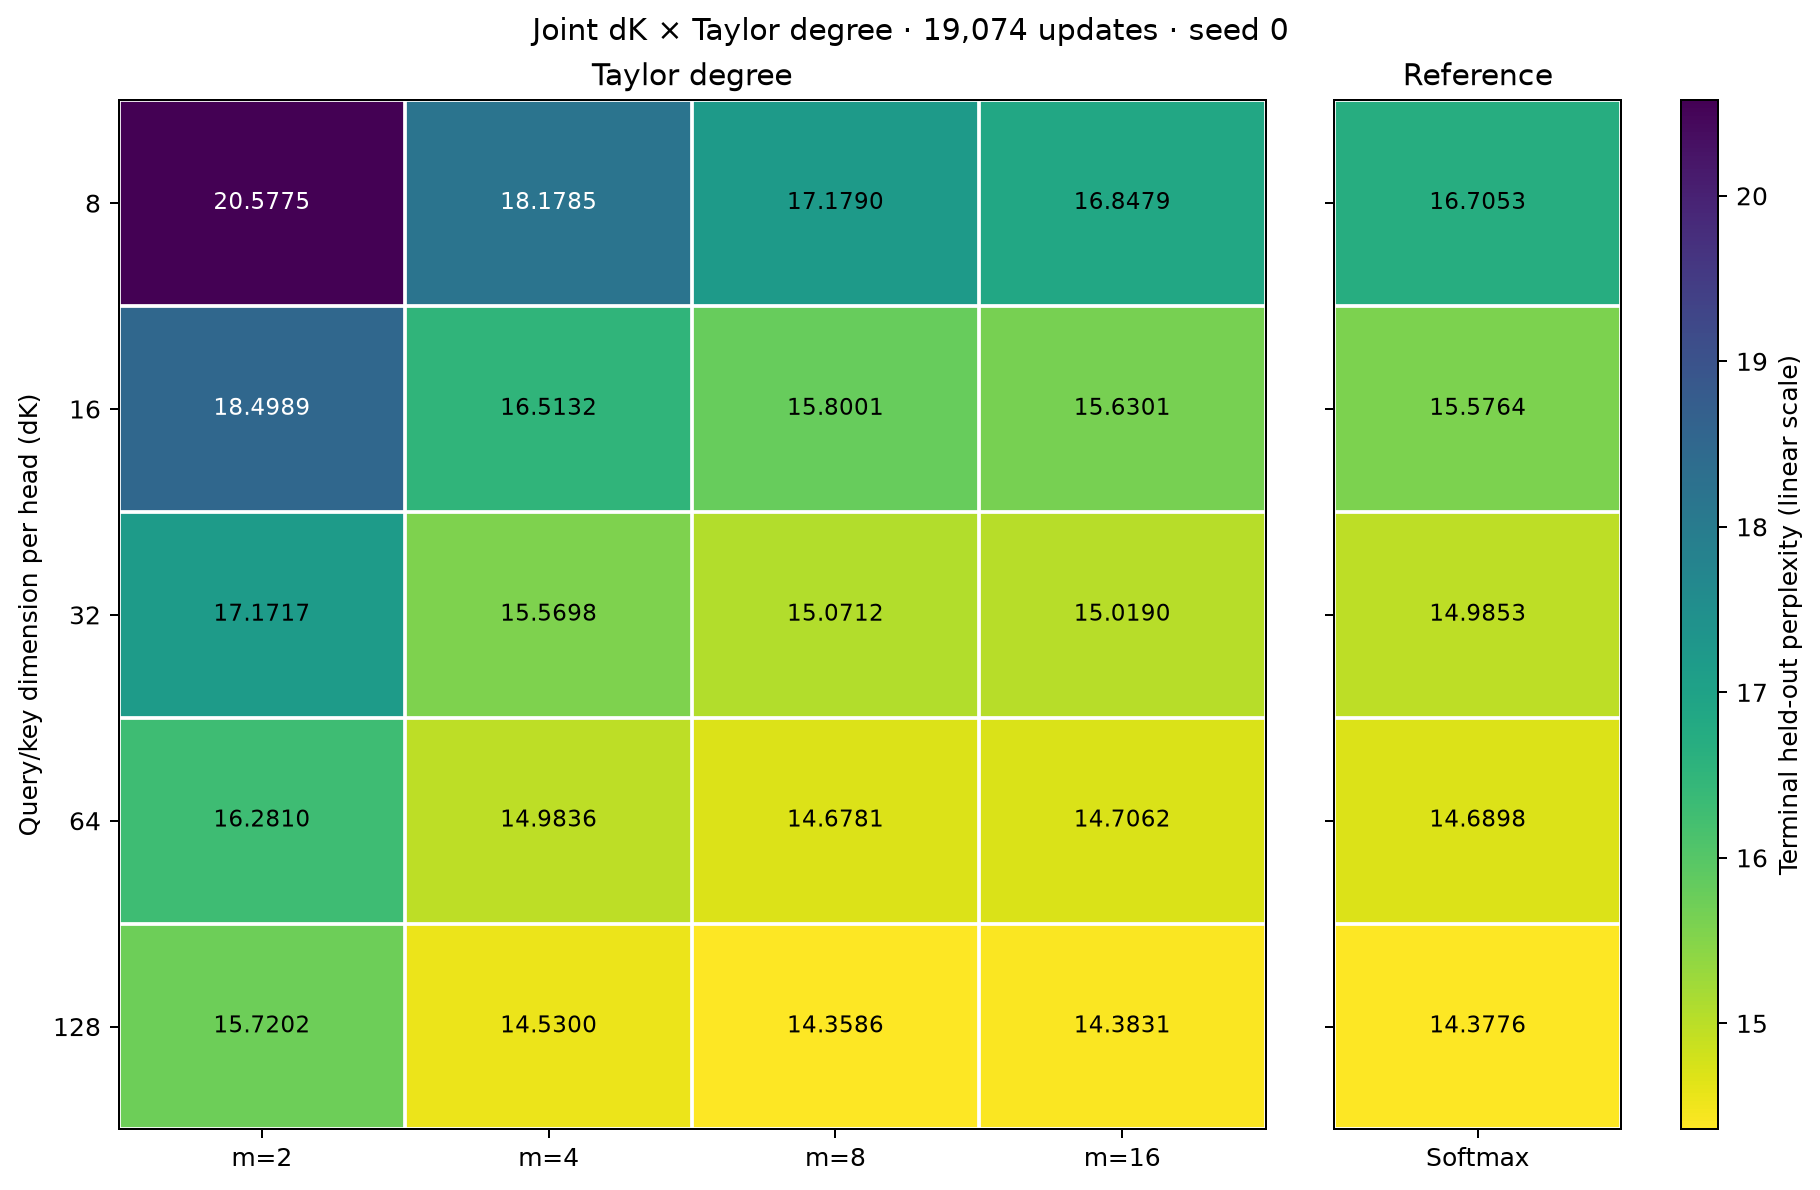 Joint dK × Taylor degree · 19,074 updates · seed 0
Taylor degree
Reference
Query/key dimension per head (dK)
8
20.5775 18.1785 17.1790 16.8479 16.7053
16
18.4989 16.5132 15.8001 15.6301 15.5764
32
17.1717 15.5698 15.0712 15.0190 14.9853
64
16.2810 14.9836 14.6781 14.7062 14.6898
128
15.7202 14.5300 14.3586 14.3831 14.3776
m=2 m=4 m=8 m=16 Softmax
20
19
18
17
16
15
Terminal held-out perplexity (linear scale)